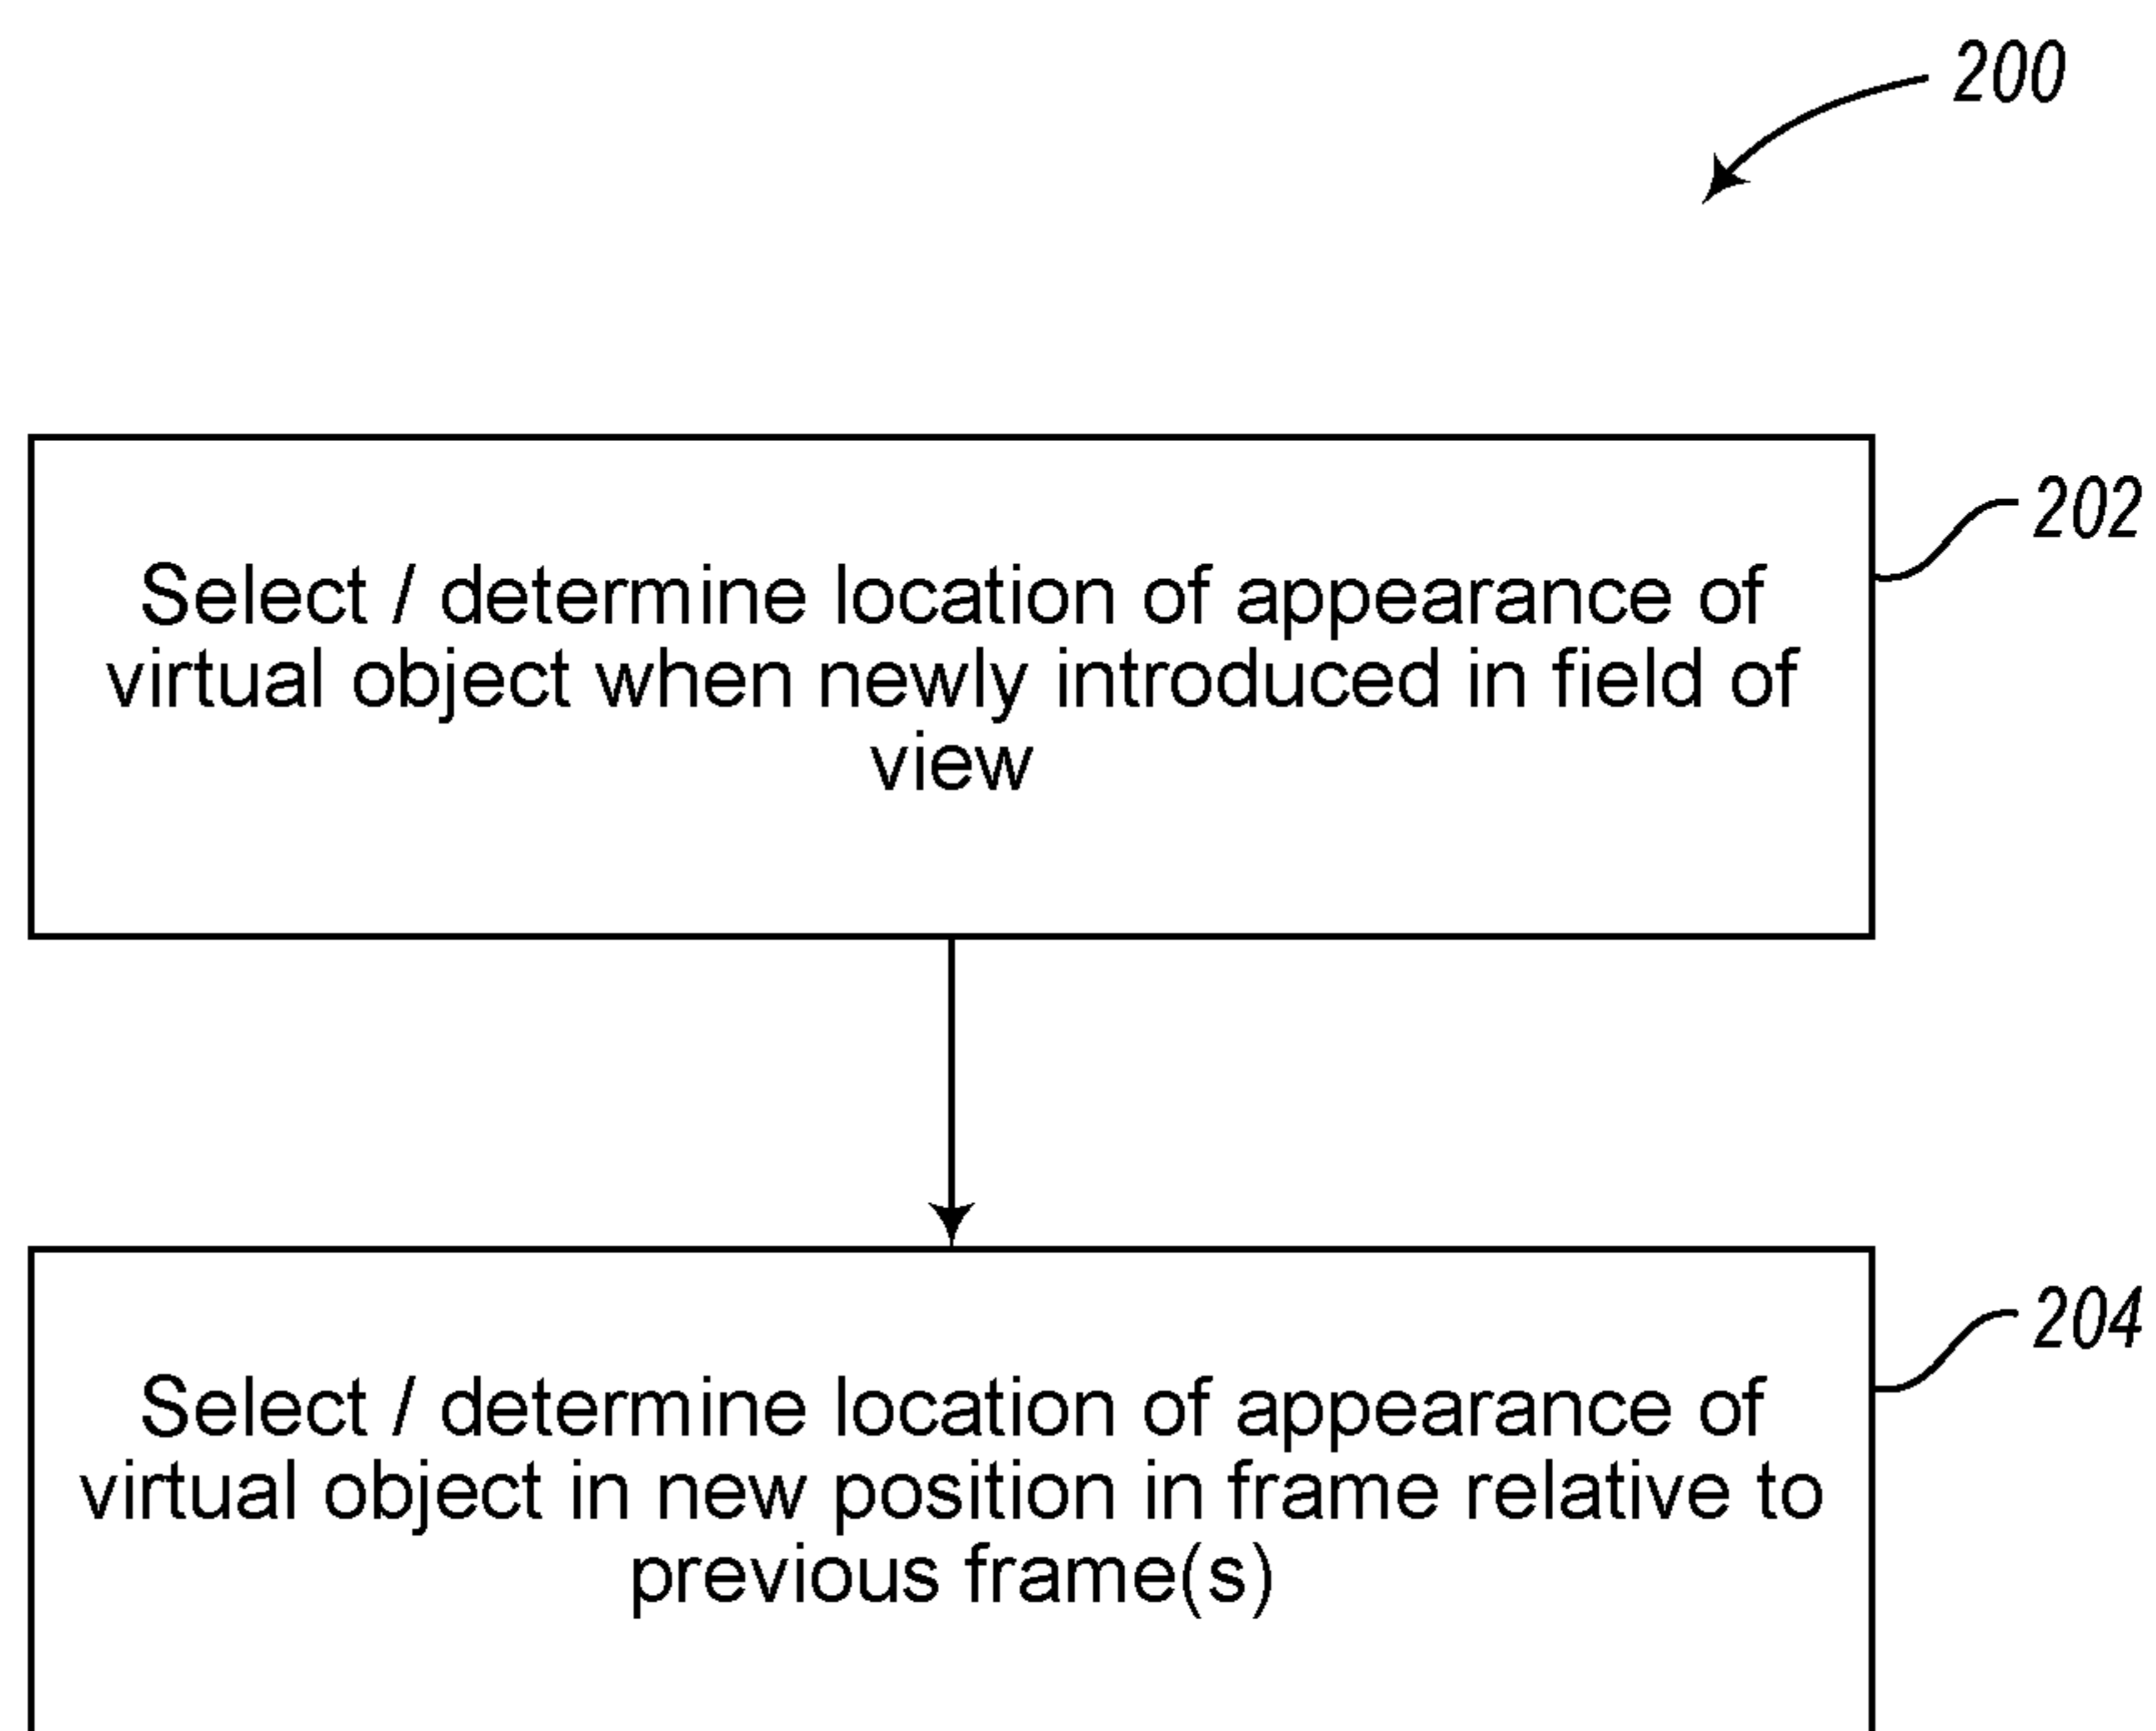 200
202
Select / determine location of appearance of
virtual object when newly introduced in field of
view
204
Select / determine location of appearance of
virtual object in new position in frame relative to
previous frame(s)